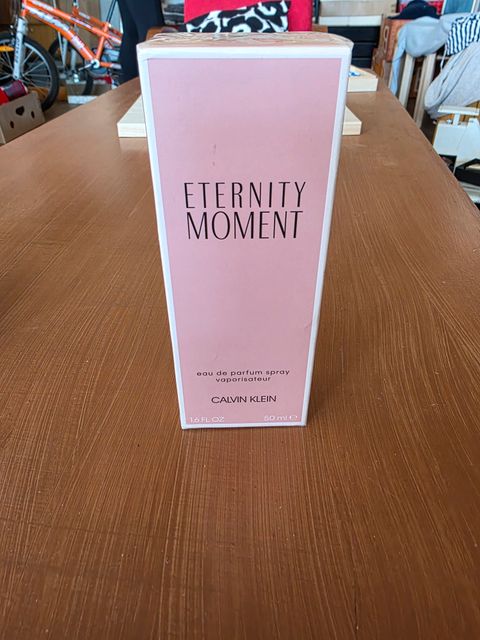 ETERNITY
MOMENT
eau de parfum spray
vaporisateur
CALVIN KLEIN
1.6 FL OZ 50 ml ℮